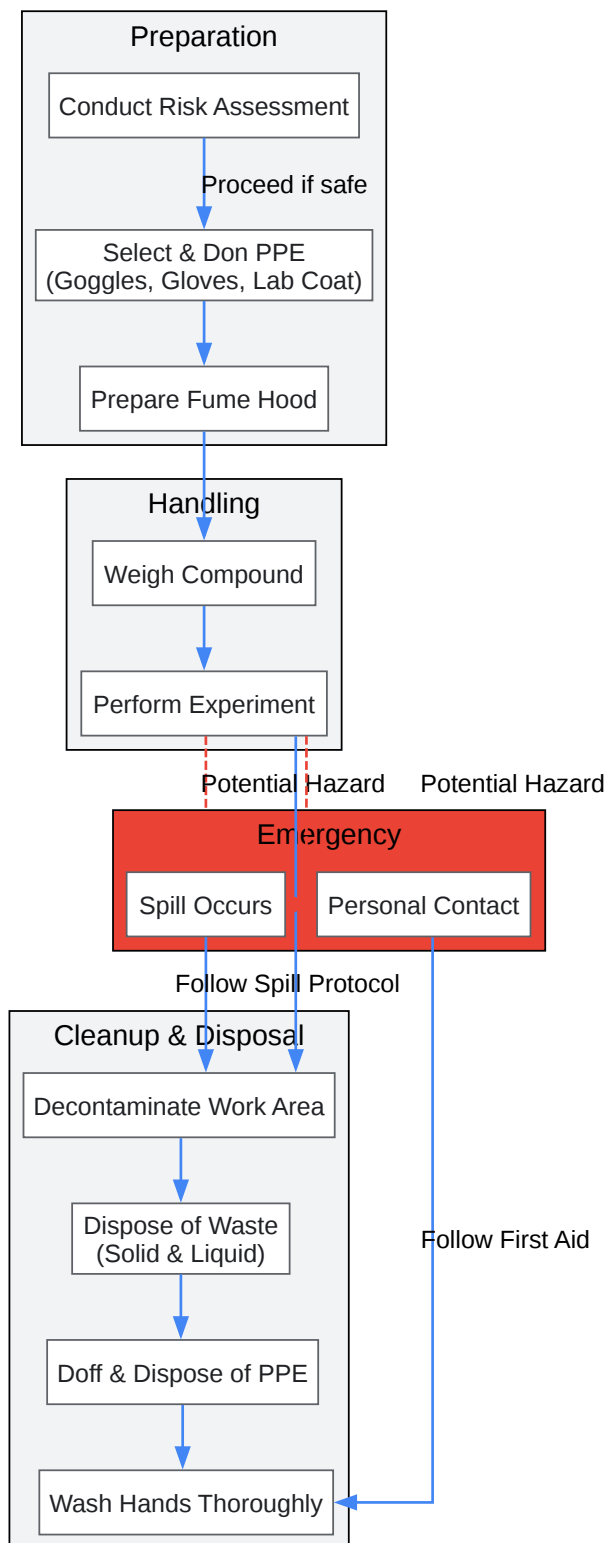 Preparation
Conduct Risk Assessment
Proceed if safe
Select & Don PPE
(Goggles, Gloves, Lab Coat)
Prepare Fume Hood
Handling
Weigh Compound
Perform Experiment
Potential Hazard
Potential Hazard
Emergency
Spill Occurs
Personal Contact
Follow Spill Protocol
Cleanup & Disposal
Decontaminate Work Area
Dispose of Waste
(Solid & Liquid)
Follow First Aid
Doff & Dispose of PPE
Wash Hands Thoroughly